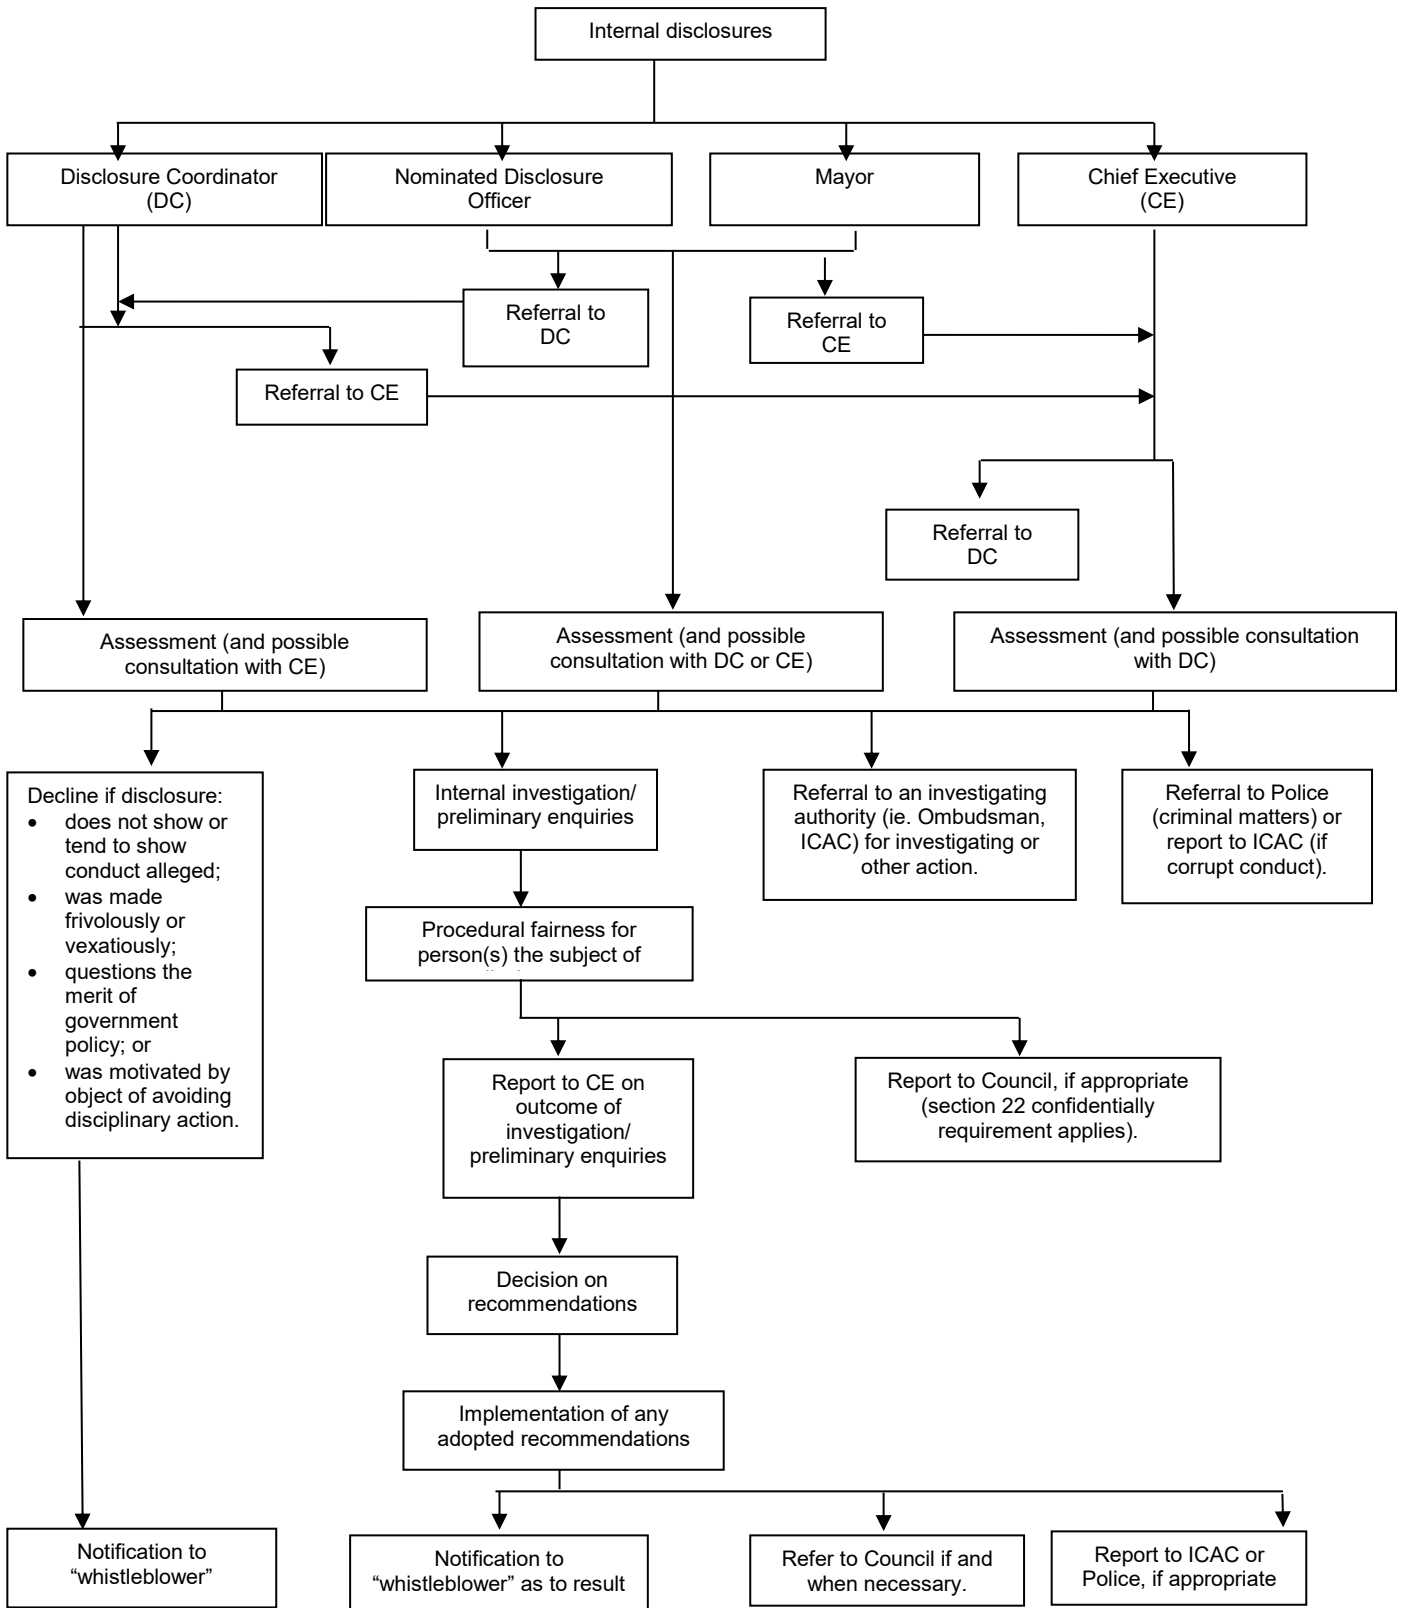 Internal disclosures
Disclosure Coordinator
(DC)
Nominated Disclosure
Officer
Mayor
Chief Executive
(CE)
Referral to
DC
Referral to
CE
Referral to CE
Referral to
DC
Assessment (and possible
consultation with CE)
Assessment (and possible
consultation with DC or CE)
Assessment (and possible consultation
with DC)
Decline if disclosure:
• does not show or
tend to show
conduct alleged;
• was made
frivolously or
vexatiously;
• questions the
merit of
government
policy; or
• was motivated by
object of avoiding
disciplinary action.
Internal investigation/
preliminary enquiries
Referral to an investigating
authority (ie. Ombudsman,
ICAC) for investigating or
other action.
Referral to Police
(criminal matters) or
report to ICAC (if
corrupt conduct).
Procedural fairness for
person(s) the subject of
Report to CE on
outcome of
investigation/
preliminary enquiries
Report to Council, if appropriate
(section 22 confidentially
requirement applies).
Decision on
recommendations
Implementation of any
adopted recommendations
Notification to
“whistleblower”
Notification to
“whistleblower” as to result
Refer to Council if and
when necessary.
Report to ICAC or
Police, if appropriate